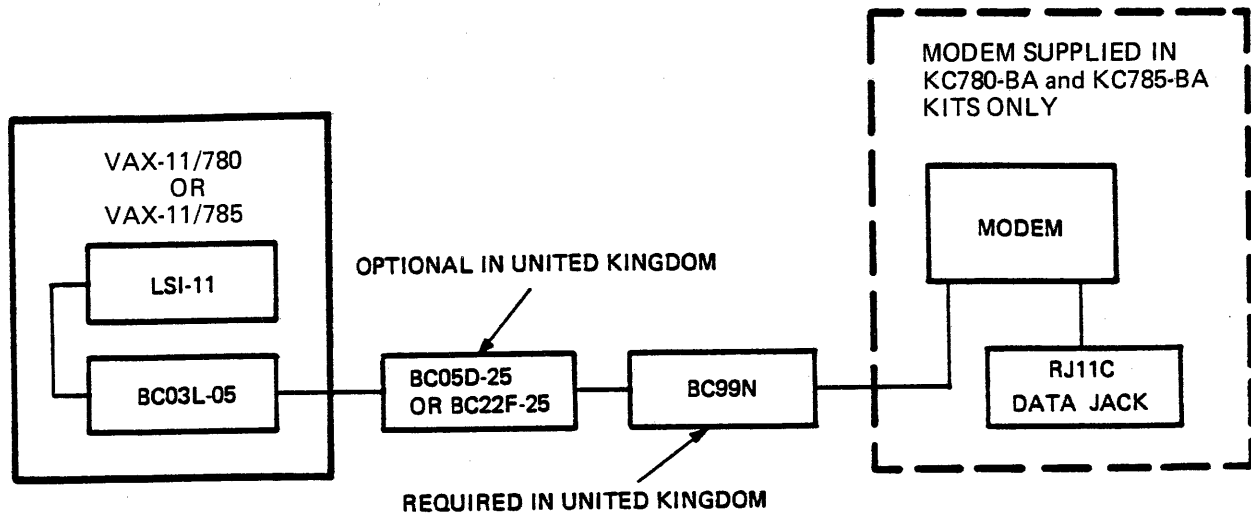 MODEM SUPPLIED IN
KC780-BA and KC785-BA
KITS ONLY
VAX-11/780
OR
VAX-11/785
LSI-11
BC03L-05
OPTIONAL IN UNITED KINGDOM
BC05D-25
OR BC22F-25
BC99N
REQUIRED IN UNITED KINGDOM
MODEM
RJ11C
DATA JACK